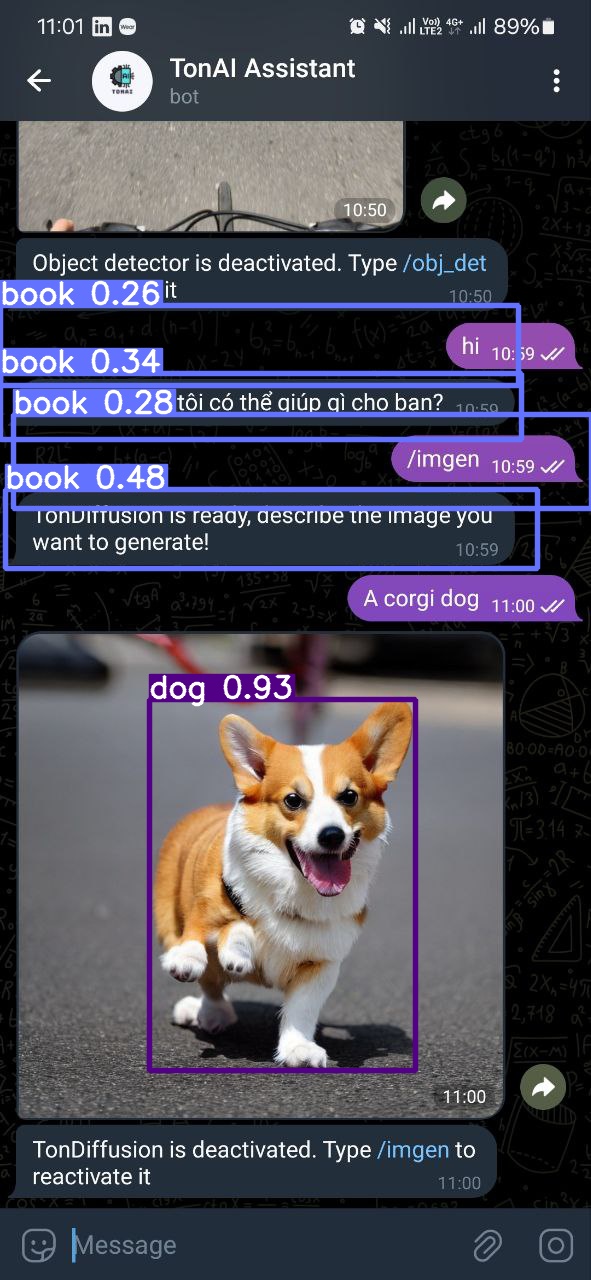 11:01
in
Wear
Vo))
LTE2
4G+
89%
TonAI Assistant
bot
TONAI
10:50
Object detector is deactivated. Type /obj_det
book 0.26
it
10:50
hi 10:59
book 0.34
book 0.28
tôi có thể giúp gì cho bạn?
10:59
/imgen 10:59
book 0.48
TonDiffusion is ready, describe the image you
want to generate!
10:59
A corgi dog 11:00
dog 0.93
11:00
TonDiffusion is deactivated. Type /imgen to
reactivate it
11:00
Message